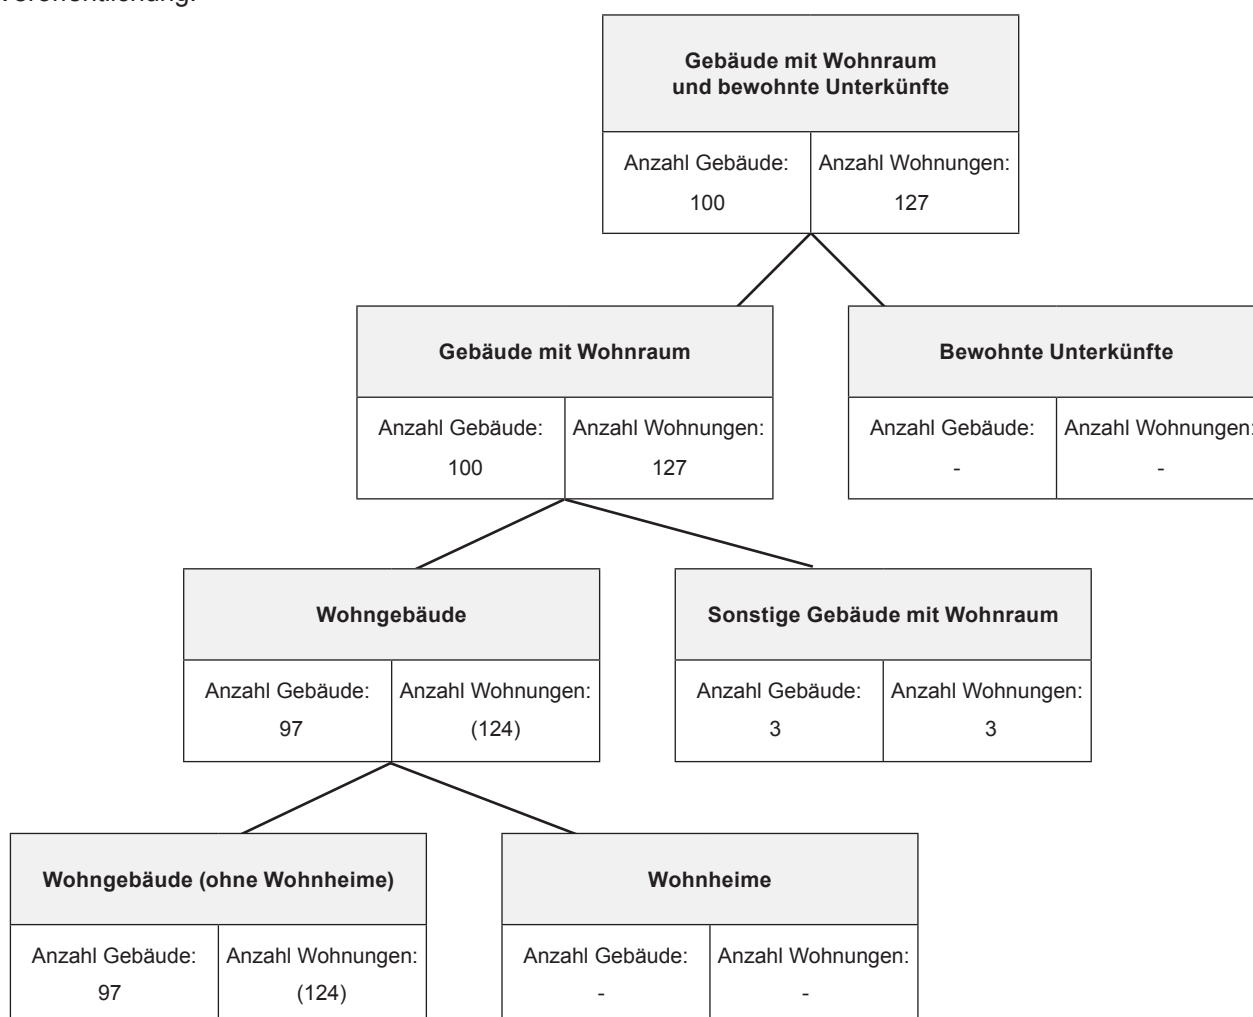 Veröffentlichung.
Gebäude mit Wohnraum
und bewohnte Unterkünfte
Anzahl Gebäude:
100
Anzahl Wohnungen:
127
Gebäude mit Wohnraum
Anzahl Gebäude:
100
Anzahl Wohnungen:
127
Bewohnte Unterkünfte
Anzahl Gebäude:
-
Anzahl Wohnungen:
-
Wohngebäude
Anzahl Gebäude:
97
Anzahl Wohnungen:
(124)
Sonstige Gebäude mit Wohnraum
Anzahl Gebäude:
3
Anzahl Wohnungen:
3
Wohngebäude (ohne Wohnheime)
Anzahl Gebäude:
97
Anzahl Wohnungen:
(124)
Wohnheime
Anzahl Gebäude:
-
Anzahl Wohnungen:
-